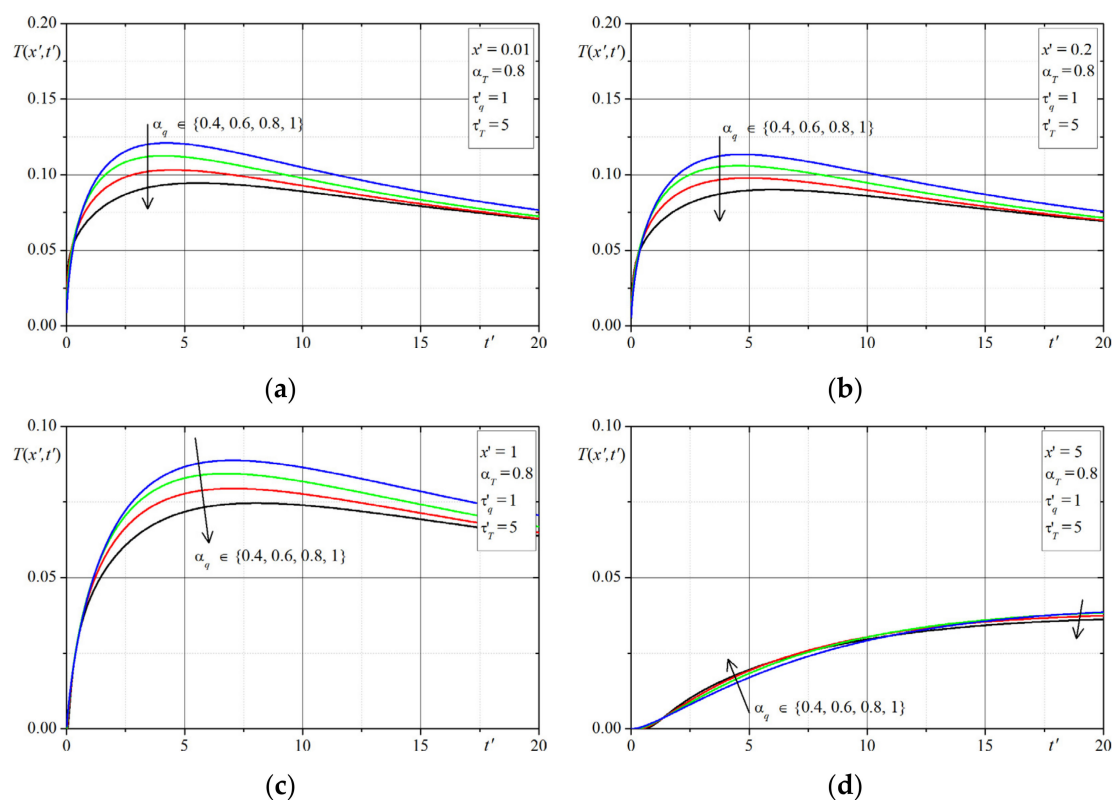 0.20
T(x′,t′)
0.15
0.10
0.05
0.00
x' = 0.01
α_T = 0.8
τ'_q = 1
τ'_T = 5
α_q ∈ {0.4, 0.6, 0.8, 1}
0 5 10 15 t′ 20
(a)
0.20
T(x′,t′)
0.15
0.10
0.05
0.00
x' = 0.2
α_T = 0.8
τ'_q = 1
τ'_T = 5
α_q ∈ {0.4, 0.6, 0.8, 1}
0 5 10 15 t′ 20
(b)
0.10
T(x′,t′)
0.05
0.00
x' = 1
α_T = 0.8
τ'_q = 1
τ'_T = 5
α_q ∈ {0.4, 0.6, 0.8, 1}
0 5 10 15 t′ 20
(c)
0.10
T(x′,t′)
0.05
0.00
x' = 5
α_T = 0.8
τ'_q = 1
τ'_T = 5
α_q ∈ {0.4, 0.6, 0.8, 1}
0 5 10 15 t′ 20
(d)